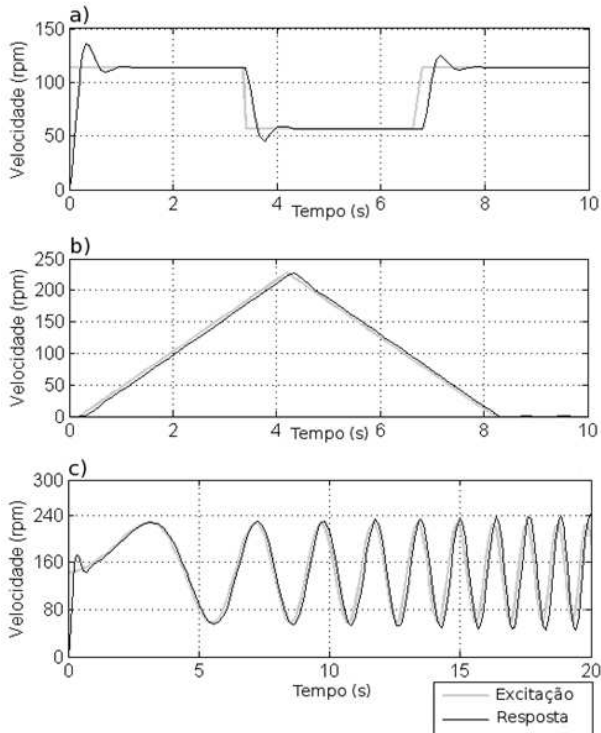 a)
Velocidade (rpm)
150
100
50
0
0 2 4 6 8 10
Tempo (s)
b)
Velocidade (rpm)
250
200
150
100
50
0
0 2 4 6 8 10
Tempo (s)
c)
Velocidade (rpm)
300
240
160
80
0
0 5 10 15 20
Tempo (s)
Excitação
Resposta